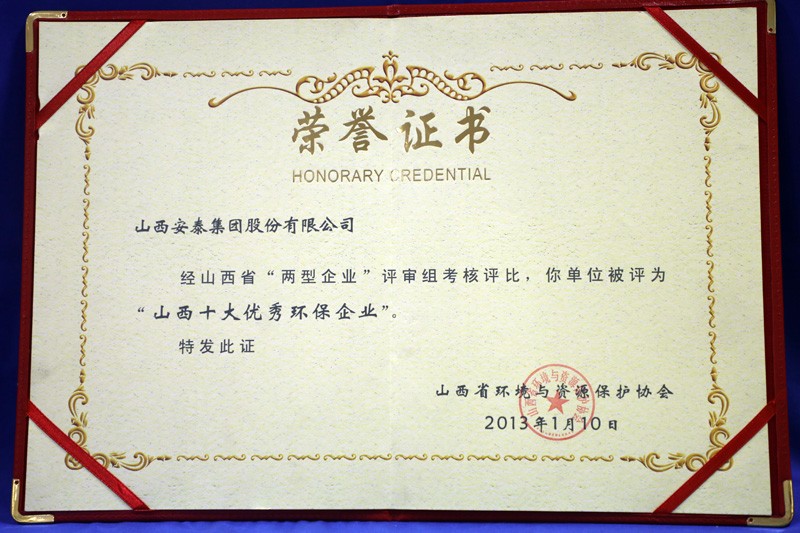 荣誉证书
HONORARY CREDENTIAL
山西安泰集团股份有限公司
经山西省“两型企业”评审组考核评比，你单位被评为
“山西十大优秀环保企业”。
特发此证
山西省环境与资源保护协会
2013年1月10日